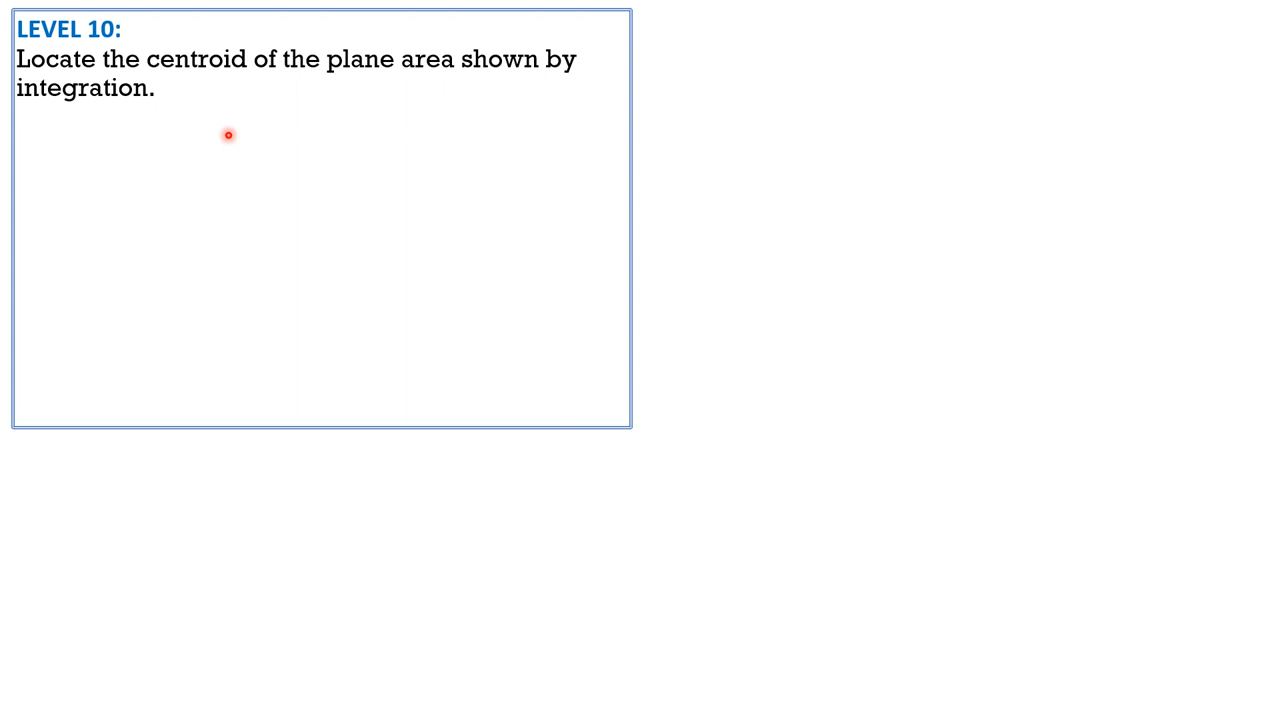 LEVEL 10:
Locate the centroid of the plane area shown by
integration.